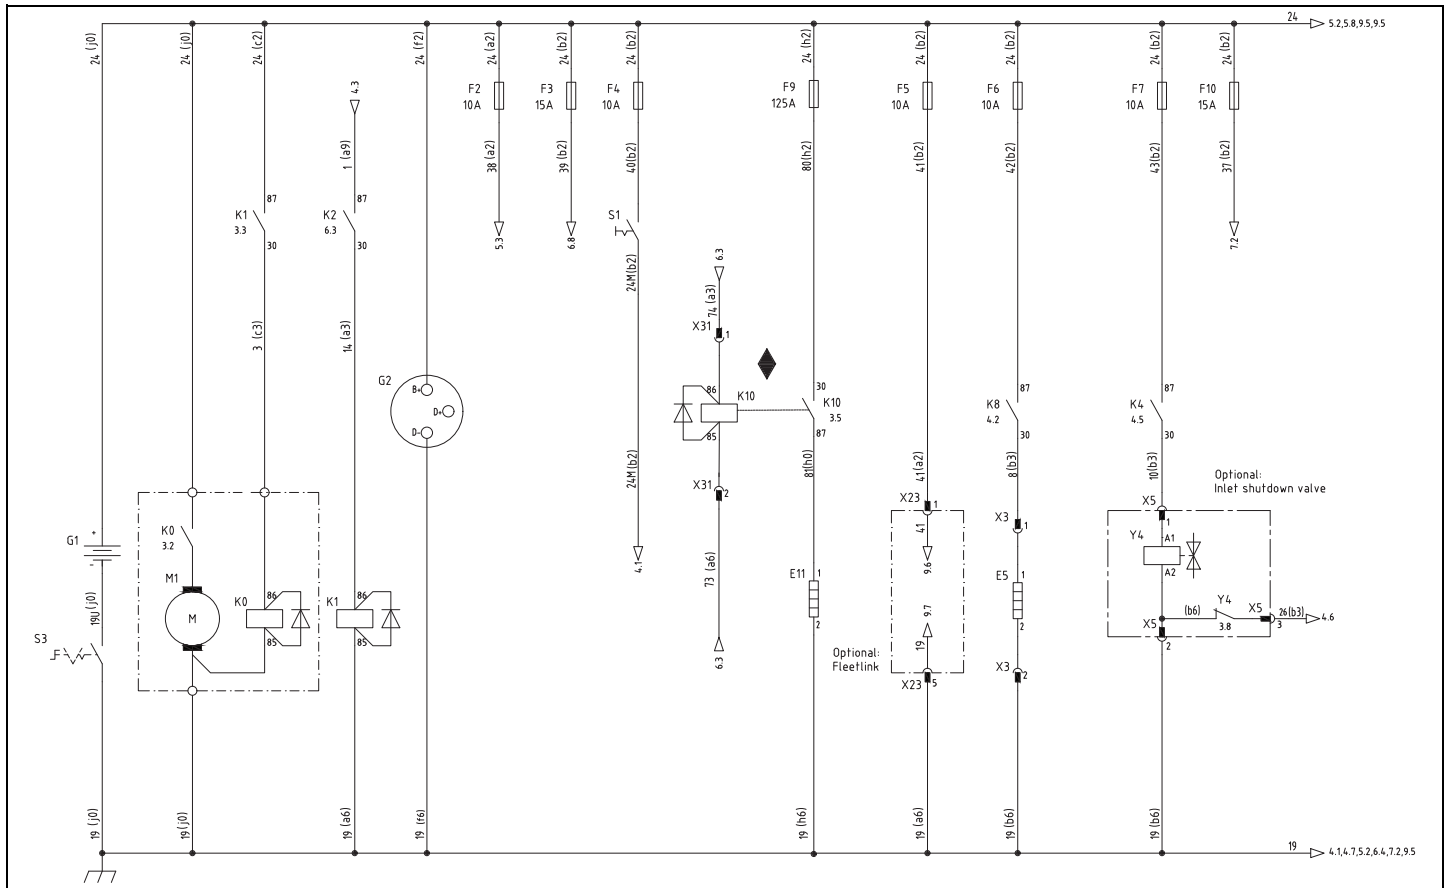 24
5.2,5.8,9.5,9.5
24 (j0)
24 (j0)
24 (c2)
24 (f2)
24 (a2)
24 (b2)
24 (b2)
24 (h2)
24 (b2)
24 (b2)
24 (b2)
24 (b2)
4.3
F2
10A
F3
15A
F4
10A
F9
125A
F5
10A
F6
10A
F7
10A
F10
15A
1 (a9)
38 (a2)
39 (b2)
40(b2)
80(h2)
41(b2)
42(b2)
43(b2)
37 (b2)
K1
3.3
87
30
K2
6.3
87
30
5.3
6.8
S1
7.2
24M(b2)
6.3
74 (a3)
X31
1
3 (c3)
14 (a3)
G2
B+
D+
D-
86
K10
85
30
K10
3.5
87
87
K8
4.2
30
87
K4
4.5
30
24M(b2)
X31
2
81(h0)
41(a2)
8(b3)
10(b3)
Optional:
Inlet shutdown valve
X23
1
X3
1
X5
1
41
9.6
G1
+
-
K0
3.2
M1
M
K0
86
85
K1
86
85
4.1
73 (a6)
E11
1
2
E5
1
2
Y4
A1
A2
19U(j0)
S3
9.7
19
(b6)
Y4
3.8
X5
3
26(b3)
4.6
X5
2
6.3
Optional:
Fleetlink
X23
5
X3
2
19 (j0)
19(j0)
19 (a6)
19 (f6)
19 (h6)
19 (a6)
19 (b6)
19 (b6)
19
4.1,4.7,5.2,6.4,7.2,9.5